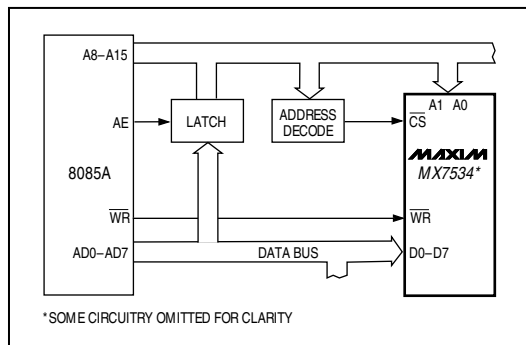 A8–A15
A1 A0
AE
LATCH
ADDRESS
DECODE
CS
MAXIM
MX7534*
8085A
WR
WR
AD0–AD7
DATA BUS
D0–D7
*SOME CIRCUITRY OMITTED FOR CLARITY